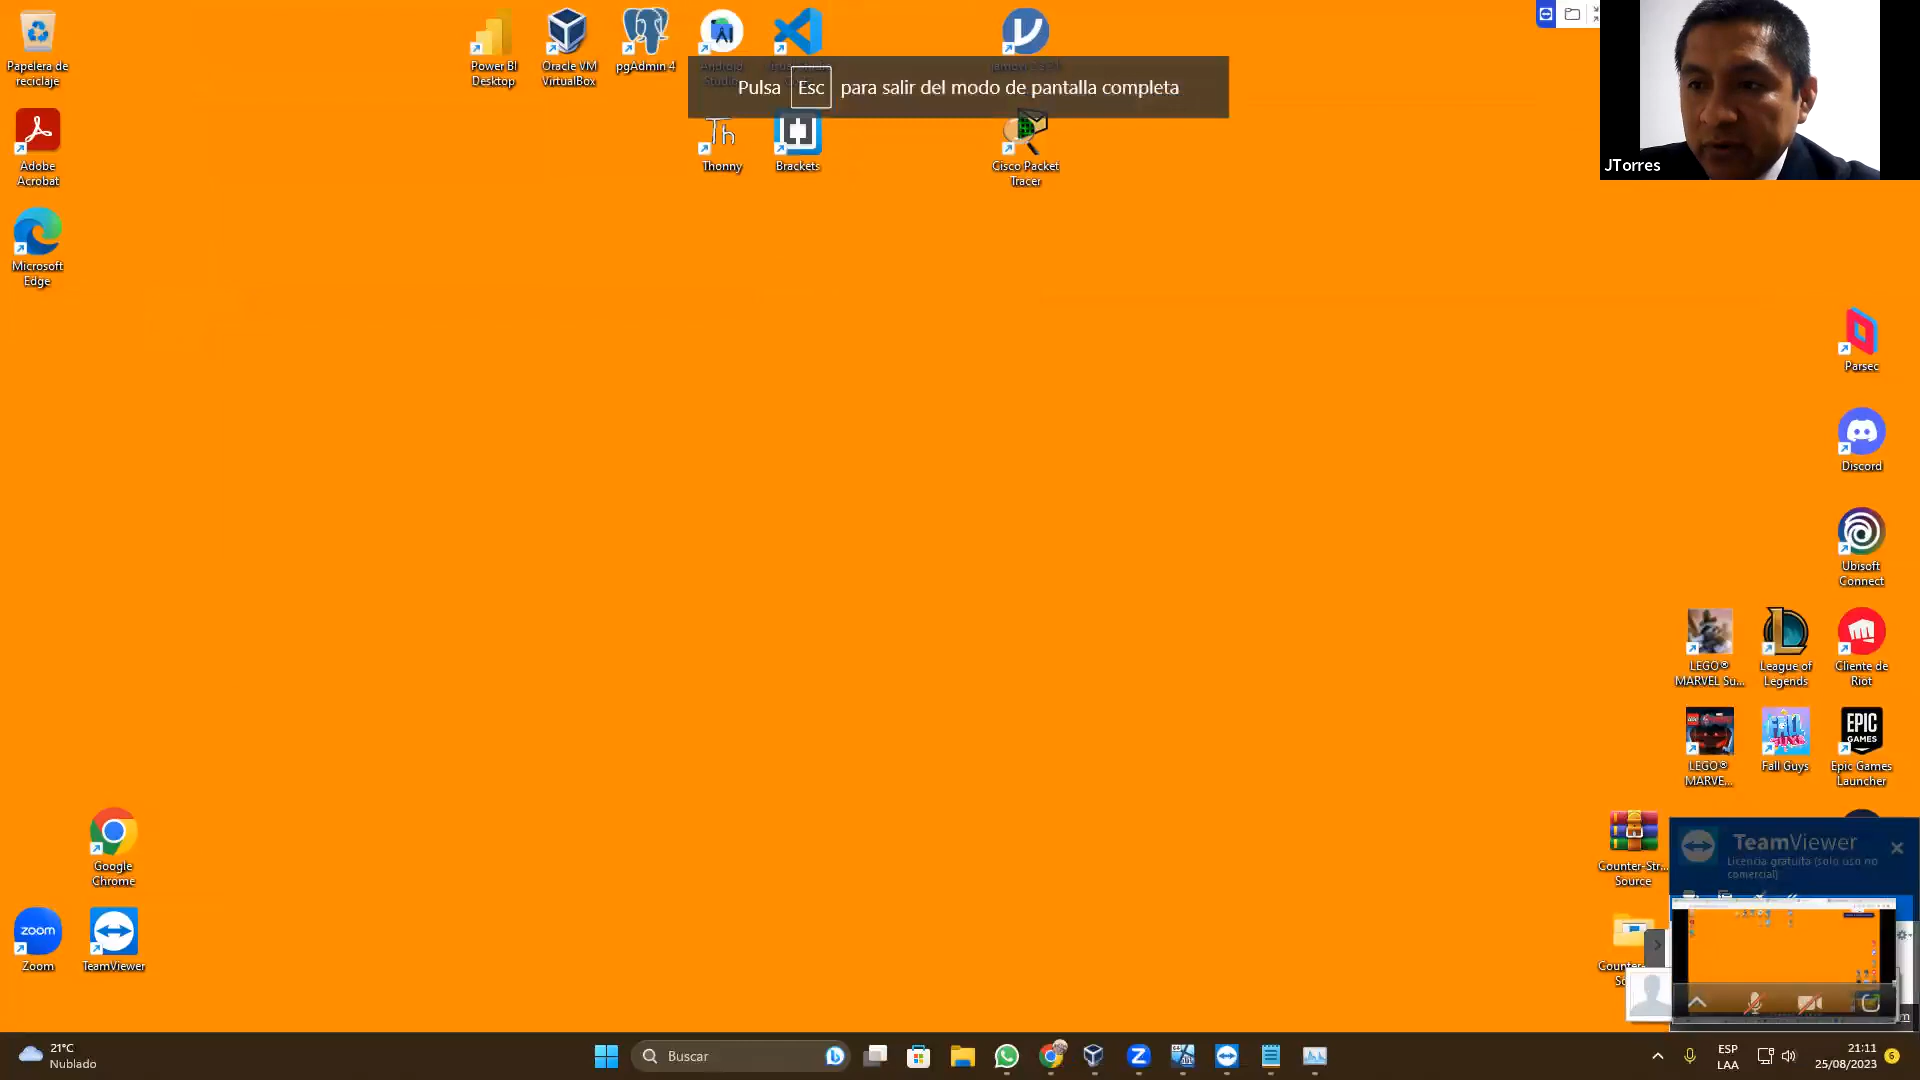 Papelera de
reciclaje
Power BI
Desktop
Oracle VM
VirtualBox
pgAdmin 4
Android
Pulsa Esc para salir del modo de pantalla completa
JTorres
Adobe
Acrobat
Th
Thonny
Brackets
Cisco Packet
Tracer
Microsoft
Edge
Parsec
Discord
Ubisoft
Connect
LEGO®
MARVEL Su...
League of
Legends
Cliente de
Riot
LEGO®
MARVE...
Fall Guys
EPIC
GAMES
Epic Games
Launcher
Google
Chrome
Counter-Str...
Source
TeamViewer
Licencia gratuita (solo uso no
comercial)
zoom
Zoom
TeamViewer
21°C
Nublado
Buscar
ESP
LAA
21:11
25/08/2023
6